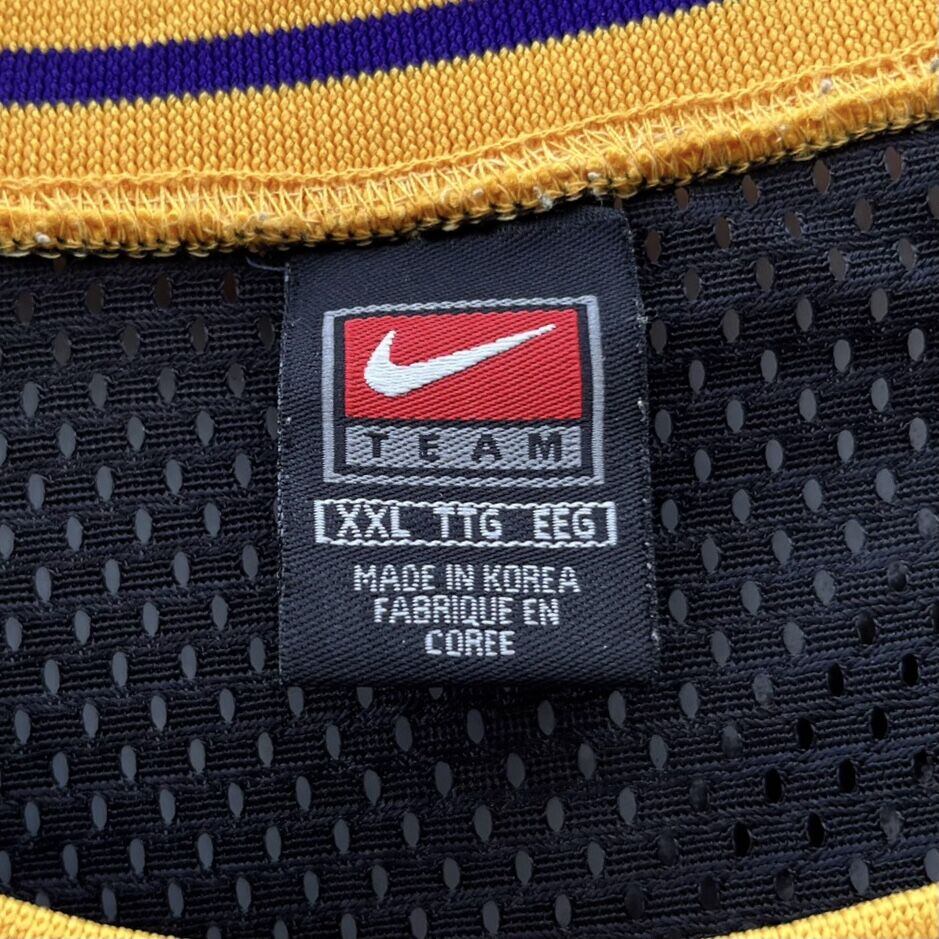 TEAM
XXL TTG EEG
MADE IN KOREA
FABRIQUE EN
COREE